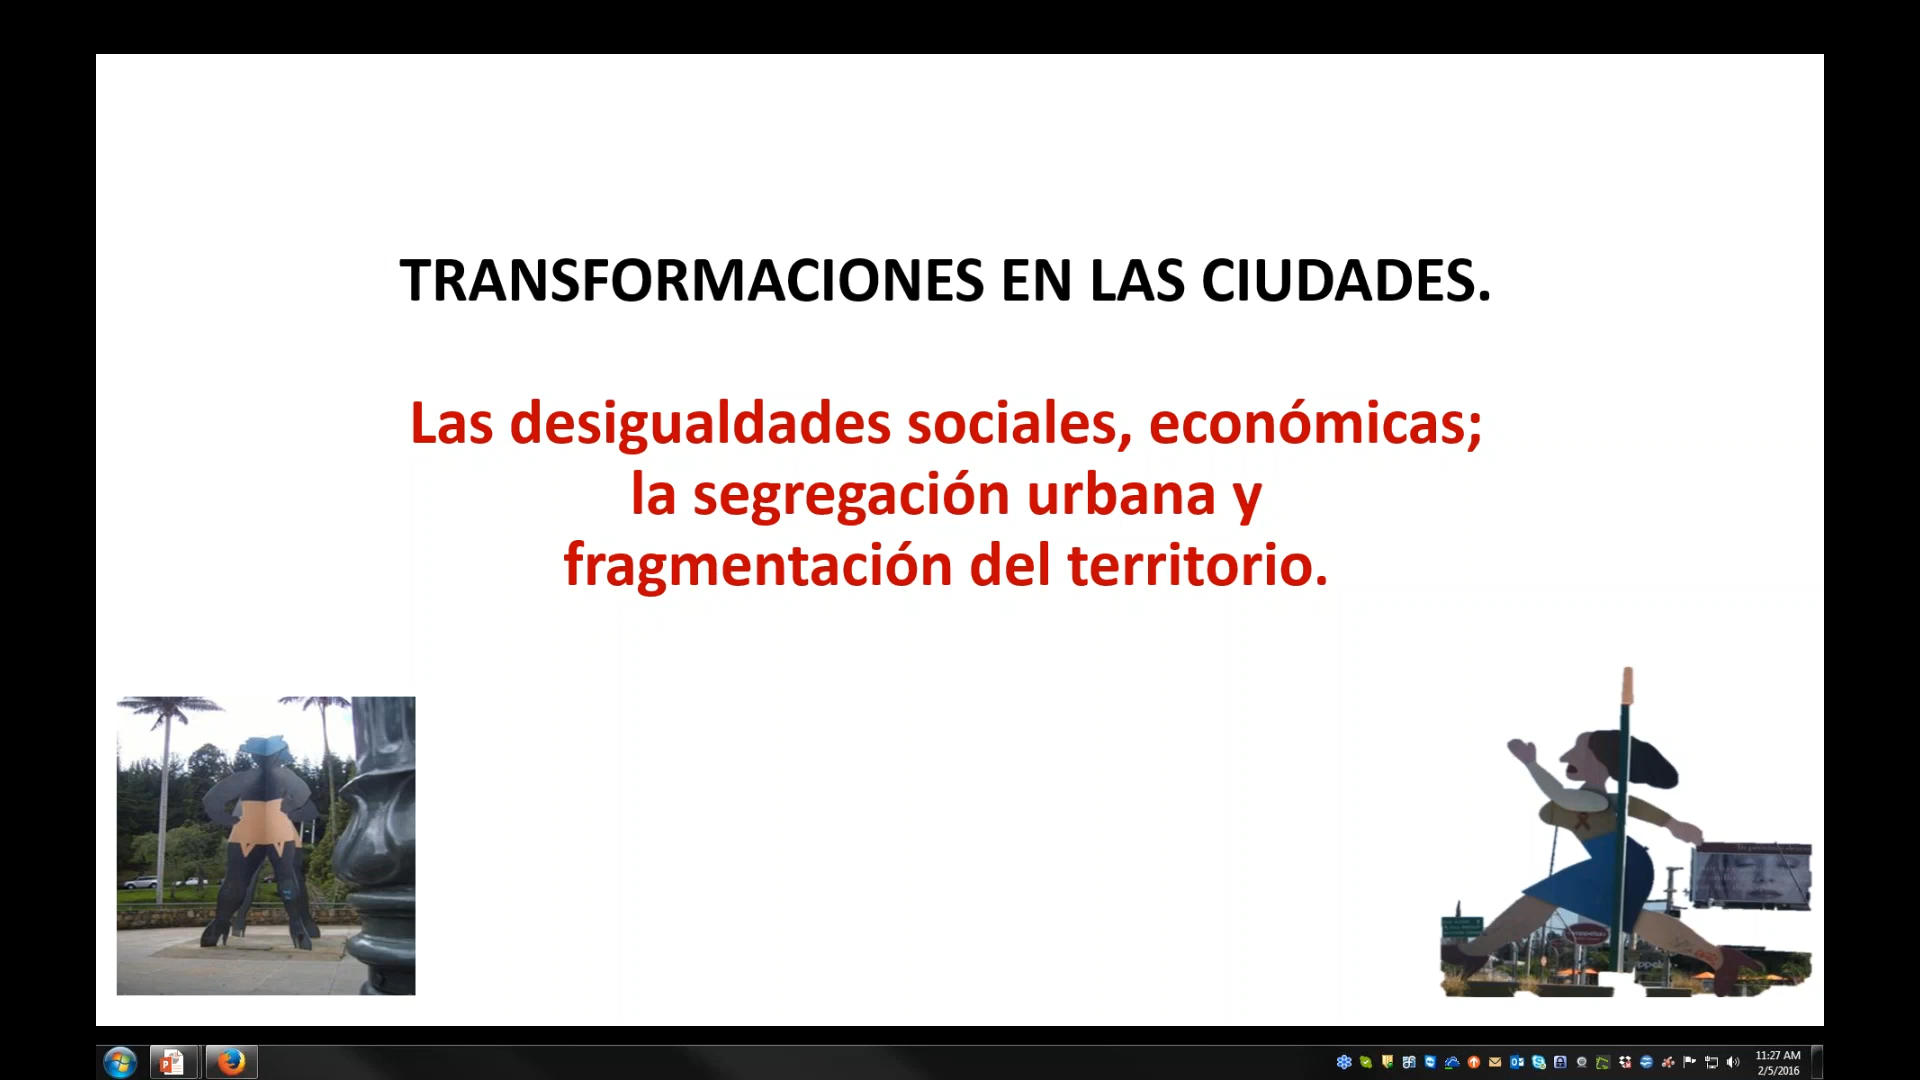 TRANSFORMACIONES EN LAS CIUDADES.
Las desigualdades sociales, económicas;
la segregación urbana y
fragmentación del territorio.
11:27 AM
2/5/2016